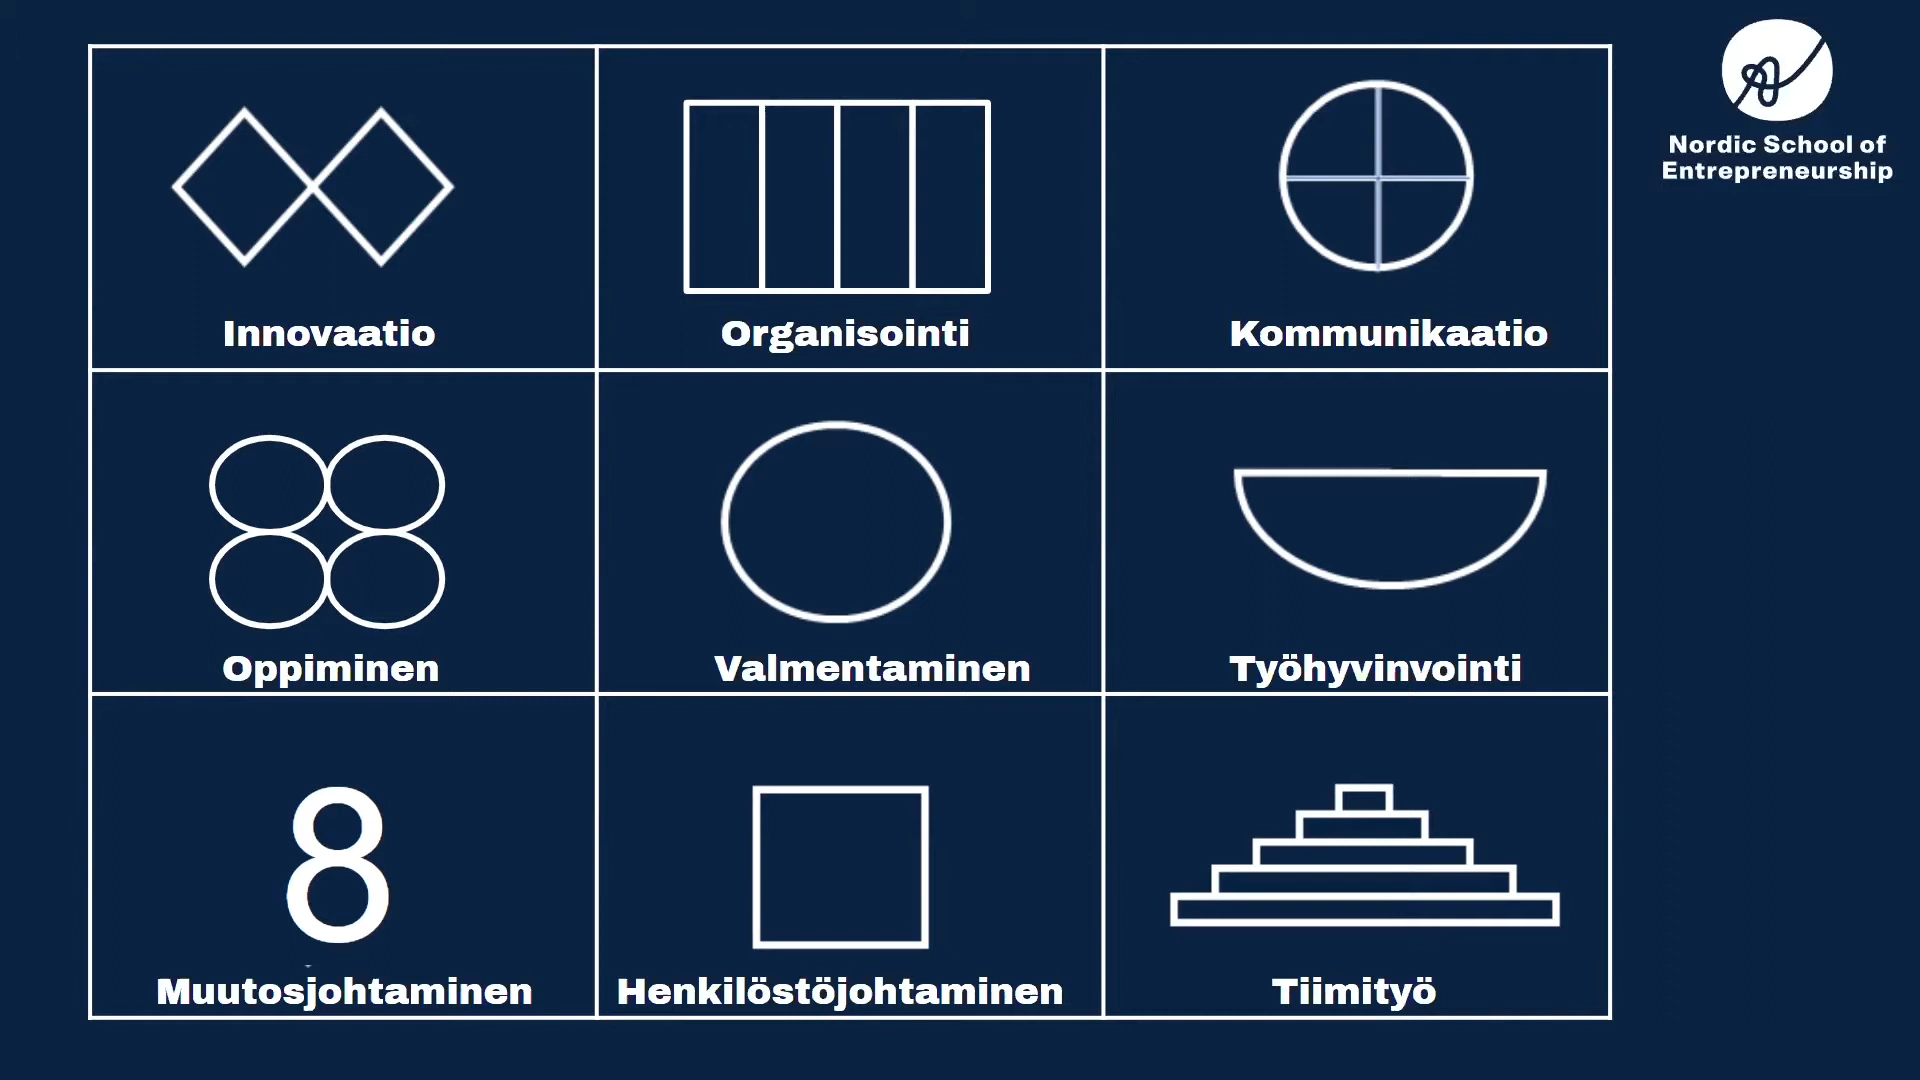 Nordic School of
Entrepreneurship
Innovaatio
Organisointi
Kommunikaatio
Oppiminen
Valmentaminen
Työhyvinvointi
8
Muutosjohtaminen
Henkilöstöjohtaminen
Tiimityö